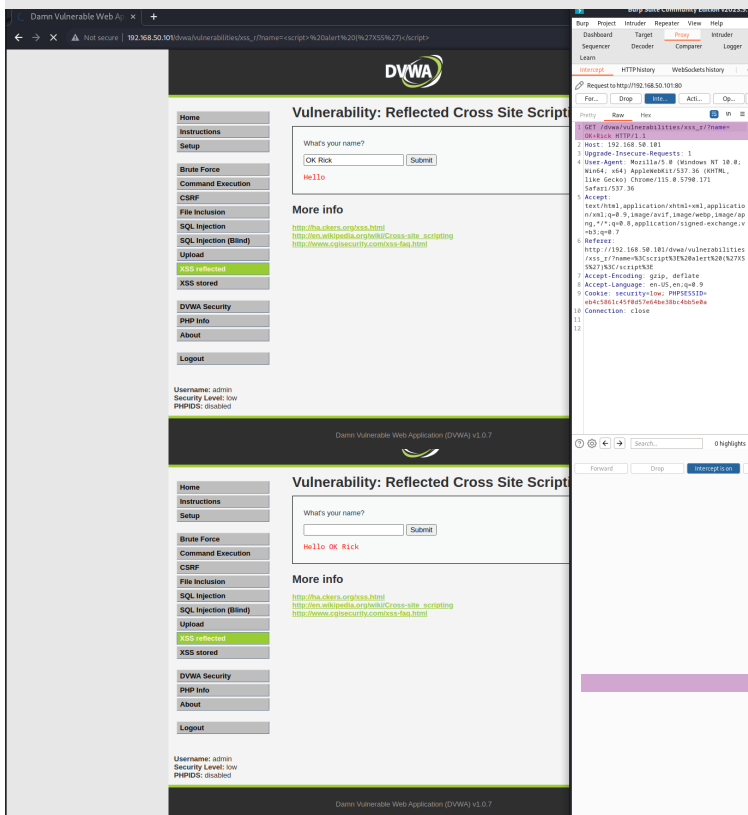 Damn Vulnerable Web Ap
Not secure | 192.168.50.101/dvwa/vulnerabilities/xss_r/?name=<script>%20alert%20(%27XSS%27)</script>
DVWA
Home
Instructions
Setup
Brute Force
Command Execution
CSRF
File Inclusion
SQL Injection
SQL Injection (Blind)
Upload
XSS reflected
XSS stored
DVWA Security
PHP Info
About
Logout
Vulnerability: Reflected Cross Site Scripti
What's your name?
OK Rick
Submit
Hello
More info
http://ha.ckers.org/xss.html
http://en.wikipedia.org/wiki/Cross-site_scripting
http://www.cgisecurity.com/xss-faq.html
Username: admin
Security Level: low
PHPIDS: disabled
Damn Vulnerable Web Application (DVWA) v1.0.7
Home
Instructions
Setup
Brute Force
Command Execution
CSRF
File Inclusion
SQL Injection
SQL Injection (Blind)
Upload
XSS reflected
XSS stored
DVWA Security
PHP Info
About
Logout
Vulnerability: Reflected Cross Site Scripti
What's your name?
Submit
Hello OK Rick
More info
http://ha.ckers.org/xss.html
http://en.wikipedia.org/wiki/Cross-site_scripting
http://www.cgisecurity.com/xss-faq.html
Username: admin
Security Level: low
PHPIDS: disabled
Damn Vulnerable Web Application (DVWA) v1.0.7
Burp Suite Community Edition
Burp Project Intruder Repeater View Help
Dashboard Target Proxy Intruder
Sequencer Decoder Comparer Logger
Learn
Intercept HTTP history WebSockets history
Request to http://192.168.50.101:80
For... Drop Inte... Acti... Op...
Pretty Raw Hex
1 GET /dvwa/vulnerabilities/xss_r/?name=
OK+Rick HTTP/1.1
2 Host: 192.168.50.101
3 Upgrade-Insecure-Requests: 1
4 User-Agent: Mozilla/5.0 (Windows NT 10.0;
Win64; x64) AppleWebKit/537.36 (KHTML,
like Gecko) Chrome/115.0.5790.171
Safari/537.36
5 Accept:
text/html,application/xhtml+xml,applicatio
n/xml;q=0.9,image/avif,image/webp,image/ap
ng,*/*;q=0.8,application/signed-exchange;v
=b3;q=0.7
6 Referer:
http://192.168.50.101/dvwa/vulnerabilities
/xss_r/?name=%3Cscript%3E%20alert%20(%27XS
S%27)%3C/script%3E
7 Accept-Encoding: gzip, deflate
8 Accept-Language: en-US,en;q=0.9
9 Cookie: security=low; PHPSESSID=
eb4c5861c45f0d57e64be38bc4bb5e0a
10 Connection: close
11
12
Search...
0 highlights
Forward Drop Intercept is on